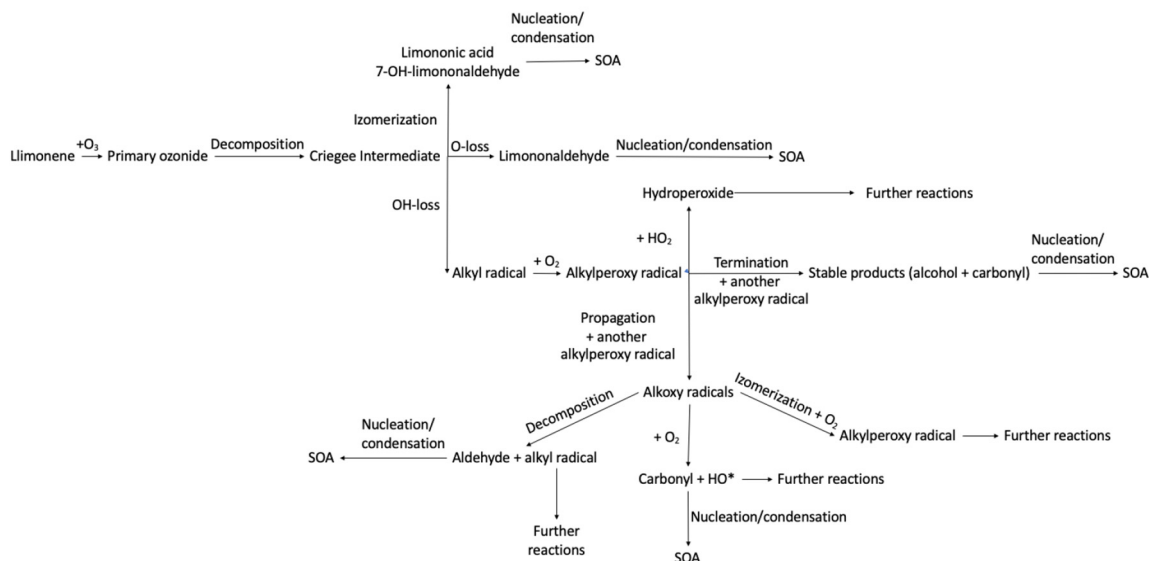 Nucleation/
condensation
Limononic acid
7-OH-limononaldehyde
SOA
Izomerization
Llimonene
+O₃
Primary ozonide
Decomposition
Criegee Intermediate
O-loss
Limononaldehyde
Nucleation/condensation
SOA
OH-loss
Hydroperoxide
Further reactions
+ HO₂
Alkyl radical
+ O₂
Alkylperoxy radical
Termination
+ another
alkylperoxy radical
Stable products (alcohol + carbonyl)
Nucleation/
condensation
SOA
Propagation
+ another
alkylperoxy radical
Alkoxy radicals
Decomposition
Izomerization + O₂
Alkylperoxy radical
Further reactions
Nucleation/
condensation
SOA
Aldehyde + alkyl radical
+ O₂
Carbonyl + HO*
Further reactions
Further
reactions
Nucleation/condensation
SOA